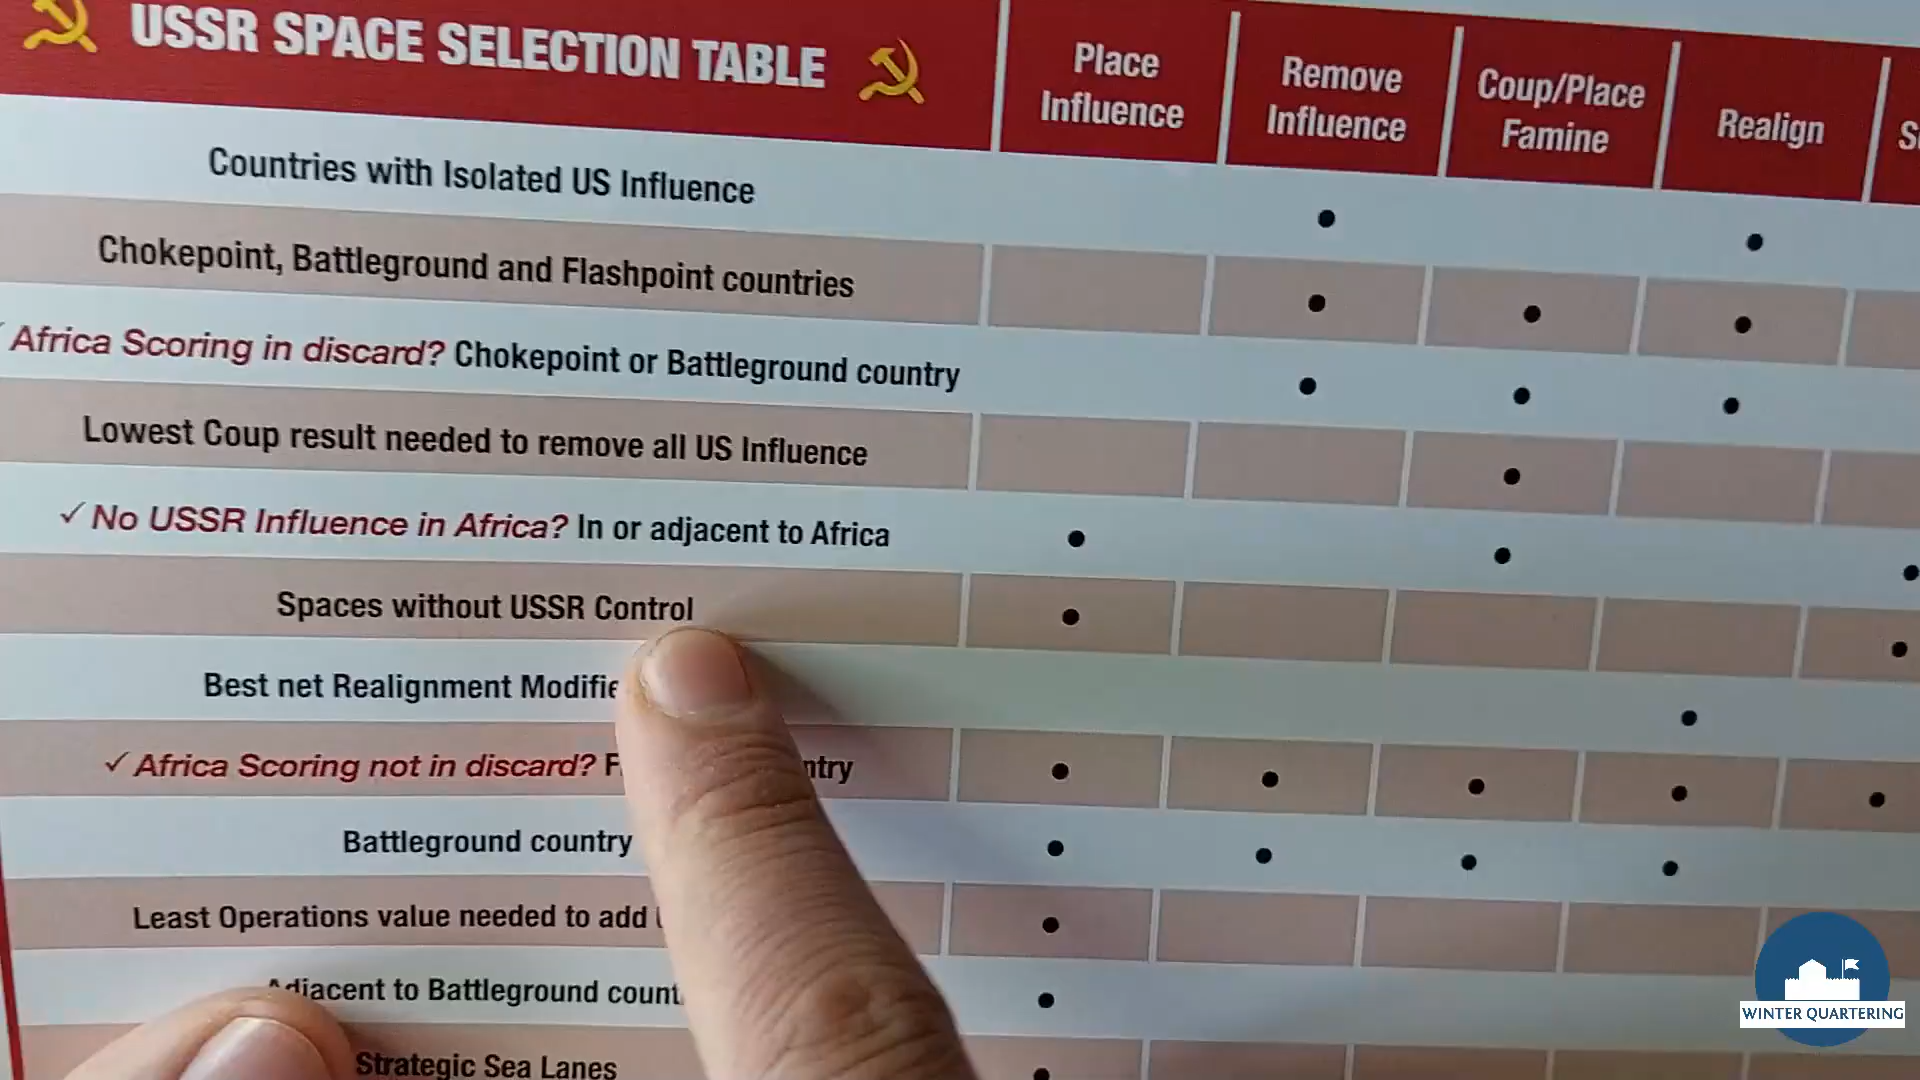 USSR SPACE SELECTION TABLE
Place
Influence
Remove
Influence
Coup/Place
Famine
Realign
Countries with Isolated US Influence
Chokepoint, Battleground and Flashpoint countries
Africa Scoring in discard? Chokepoint or Battleground country
Lowest Coup result needed to remove all US Influence
✓ No USSR Influence in Africa? In or adjacent to Africa
Spaces without USSR Control
Best net Realignment
✓ Africa Scoring not in discard?
Battleground country
Least Operations value needed to add
Adjacent to Battleground
Strategic Sea Lanes
WINTER QUARTERING